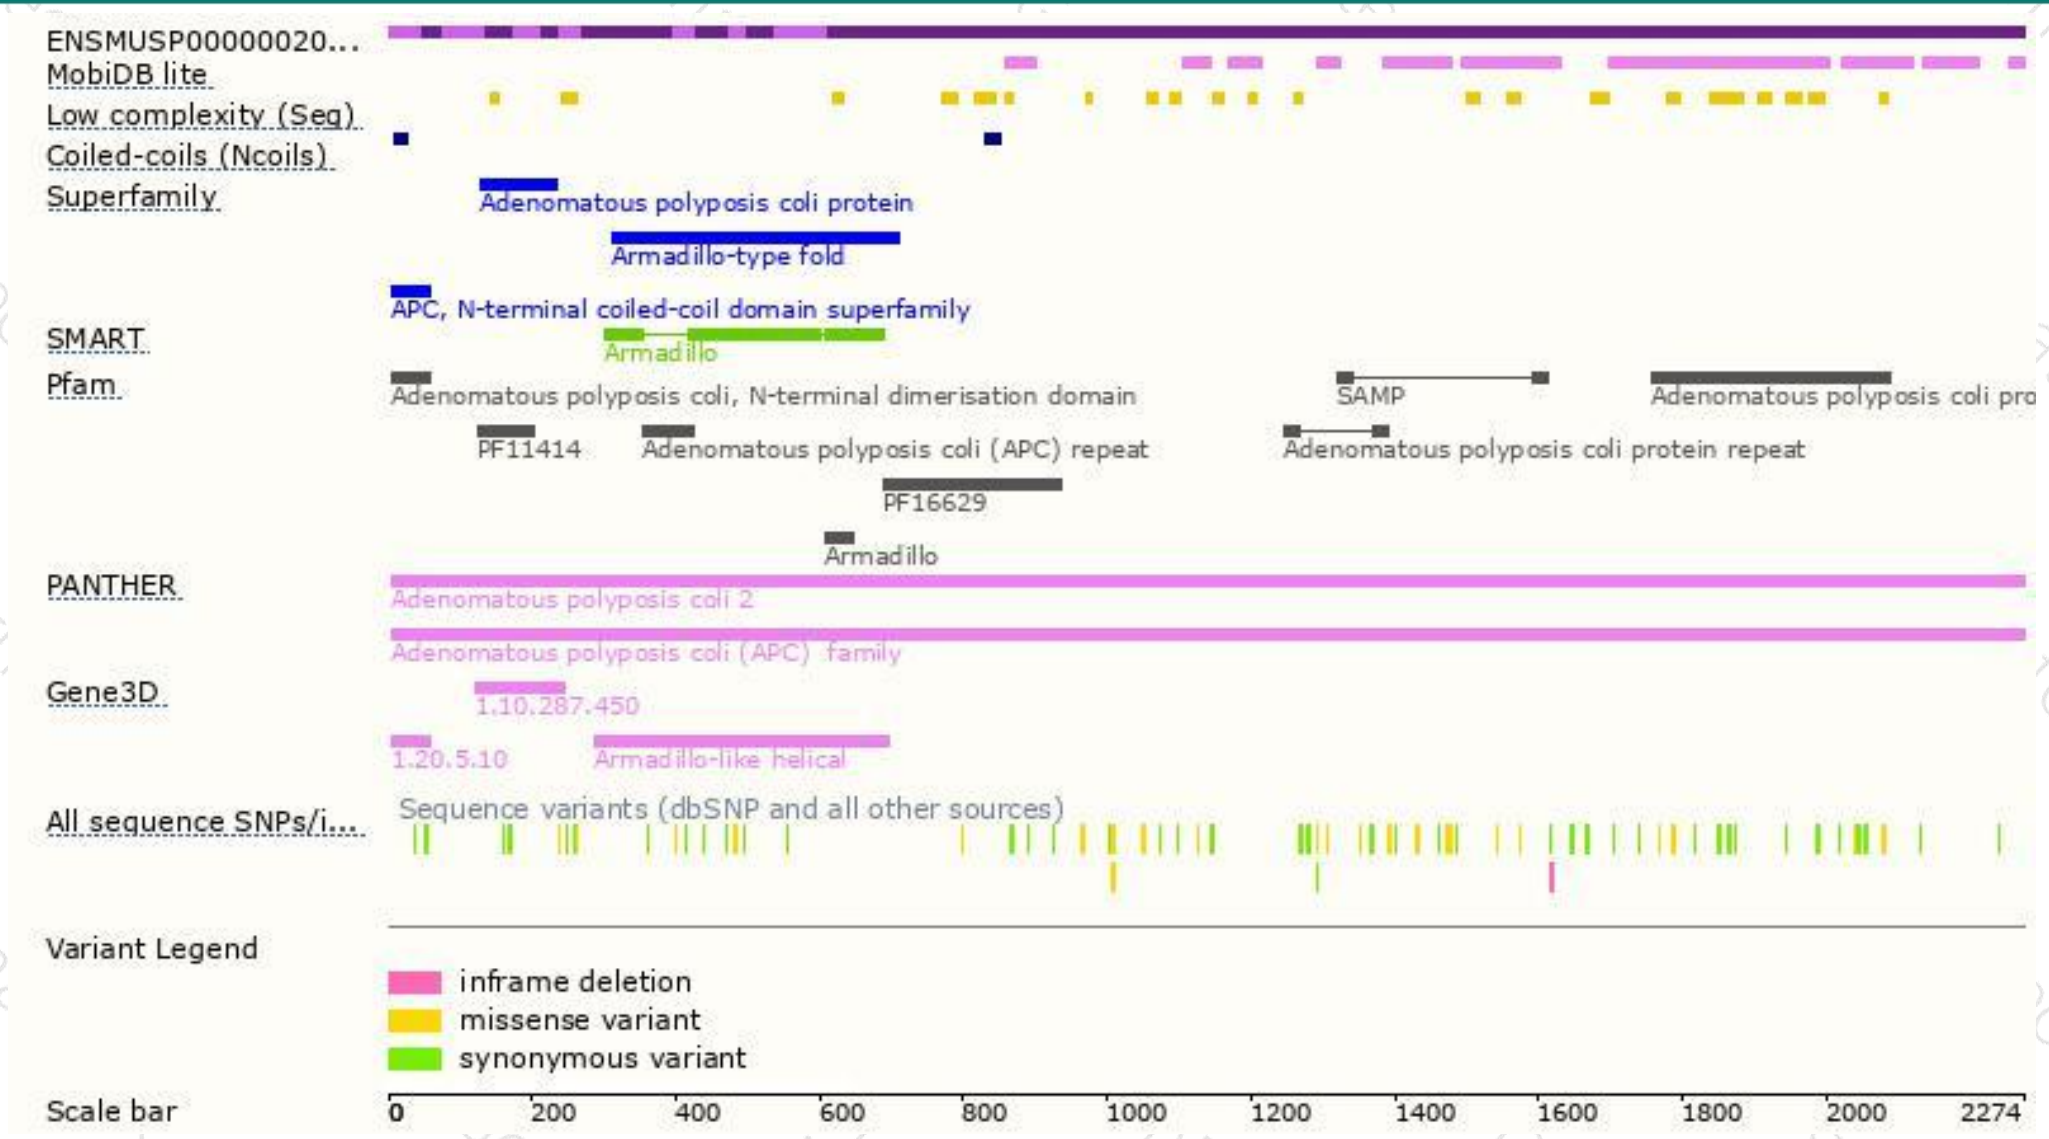 ENSMUSP00000020...
MobiDB lite
Low complexity (Seg)
Coiled-coils (Ncoils)
Superfamily
Adenomatous polyposis coli protein
Armadillo-type fold
APC, N-terminal coiled-coil domain superfamily
SMART
Armadillo
Pfam
Adenomatous polyposis coli, N-terminal dimerisation domain
SAMP
Adenomatous polyposis coli pro
PF11414
Adenomatous polyposis coli (APC) repeat
Adenomatous polyposis coli protein repeat
PF16629
Armadillo
PANTHER
Adenomatous polyposis coli 2
Adenomatous polyposis coli (APC) family
Gene3D
1.10.287.450
1.20.5.10
Armadillo-like helical
Sequence variants (dbSNP and all other sources)
All sequence SNPs/i...
Variant Legend
inframe deletion
missense variant
synonymous variant
Scale bar
0 200 400 600 800 1000 1200 1400 1600 1800 2000 2274